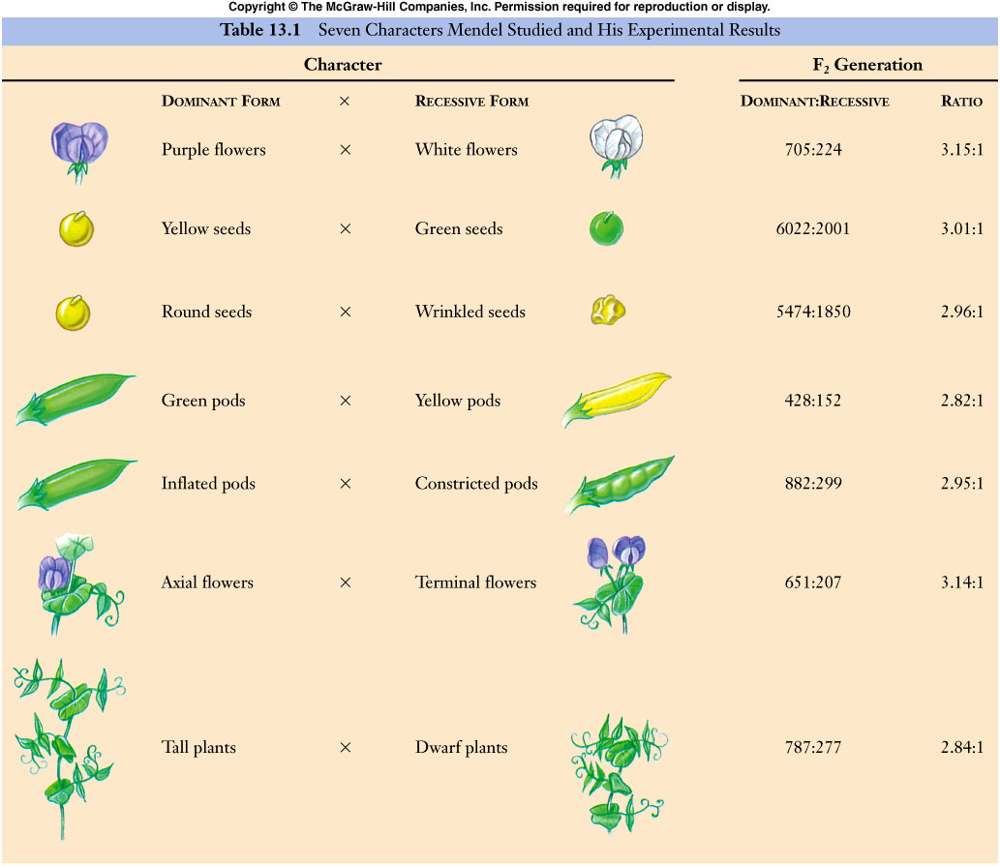 Copyright © The McGraw-Hill Companies, Inc. Permission required for reproduction or display.
Table 13.1 Seven Characters Mendel Studied and His Experimental Results
Character F₂ Generation
DOMINANT FORM × RECESSIVE FORM DOMINANT:RECESSIVE RATIO
Purple flowers × White flowers 705:224 3.15:1
Yellow seeds × Green seeds 6022:2001 3.01:1
Round seeds × Wrinkled seeds 5474:1850 2.96:1
Green pods × Yellow pods 428:152 2.82:1
Inflated pods × Constricted pods 882:299 2.95:1
Axial flowers × Terminal flowers 651:207 3.14:1
Tall plants × Dwarf plants 787:277 2.84:1